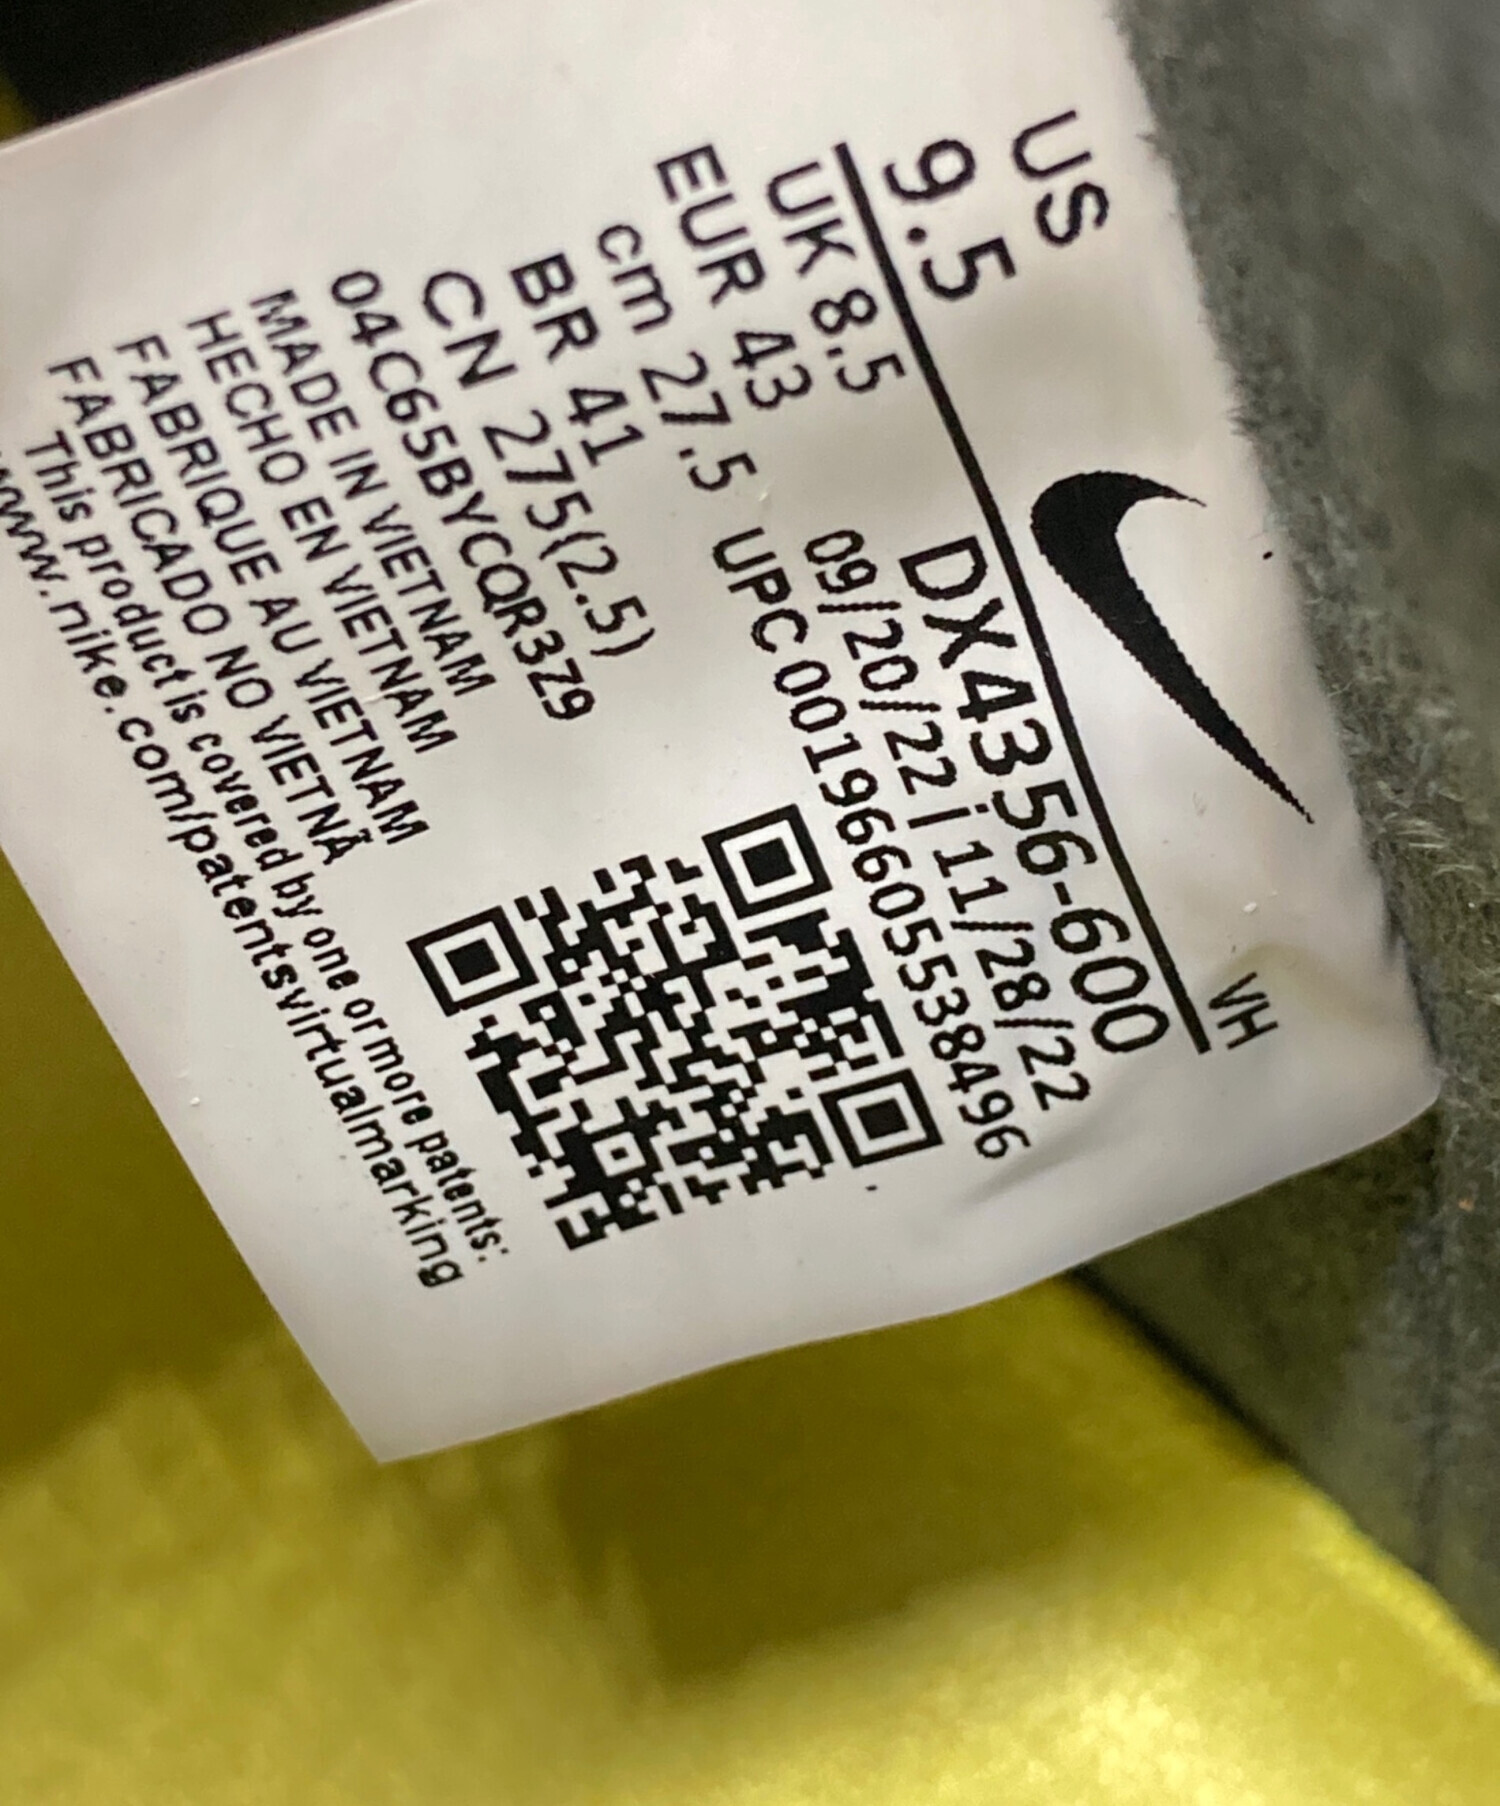 US
9.5
VH
UK 8.5
DX4356-600
EUR 43
09/20/22 | 11/28/22
cm 27.5
UPC 00196605538496
BR 41
CN 275(2.5)
04C65BYCQR3Z9
MADE IN VIETNAM
HECHO EN VIETNAM
FABRIQUE AU VIETNAM
FABRICADO NO VIETNÃ
This product is covered by one or more patents:
www.nike.com/patentsvirtualmarking